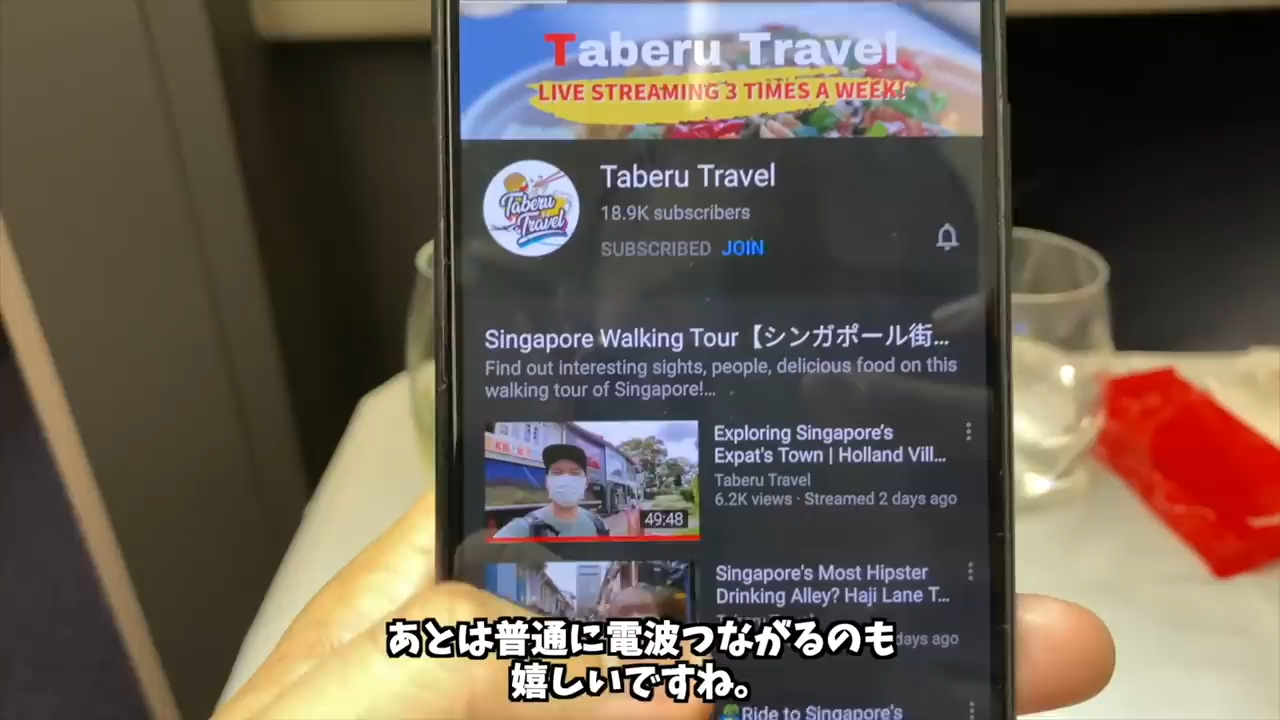 Taberu Travel
LIVE STREAMING 3 TIMES A WEEK!
Taberu Travel
Taberu Travel
18.9K subscribers
SUBSCRIBED JOIN
Singapore Walking Tour【シンガポール街…
Find out interesting sights, people, delicious food on this
walking tour of Singapore!...
Exploring Singapore's
Expat's Town | Holland Vill...
Taberu Travel
6.2K views · Streamed 2 days ago
49:48
Singapore's Most Hipster
Drinking Alley? Haji Lane T...
days ago
あとは普通に電波つながるのも
嬉しいですね。
Ride to Singapore's